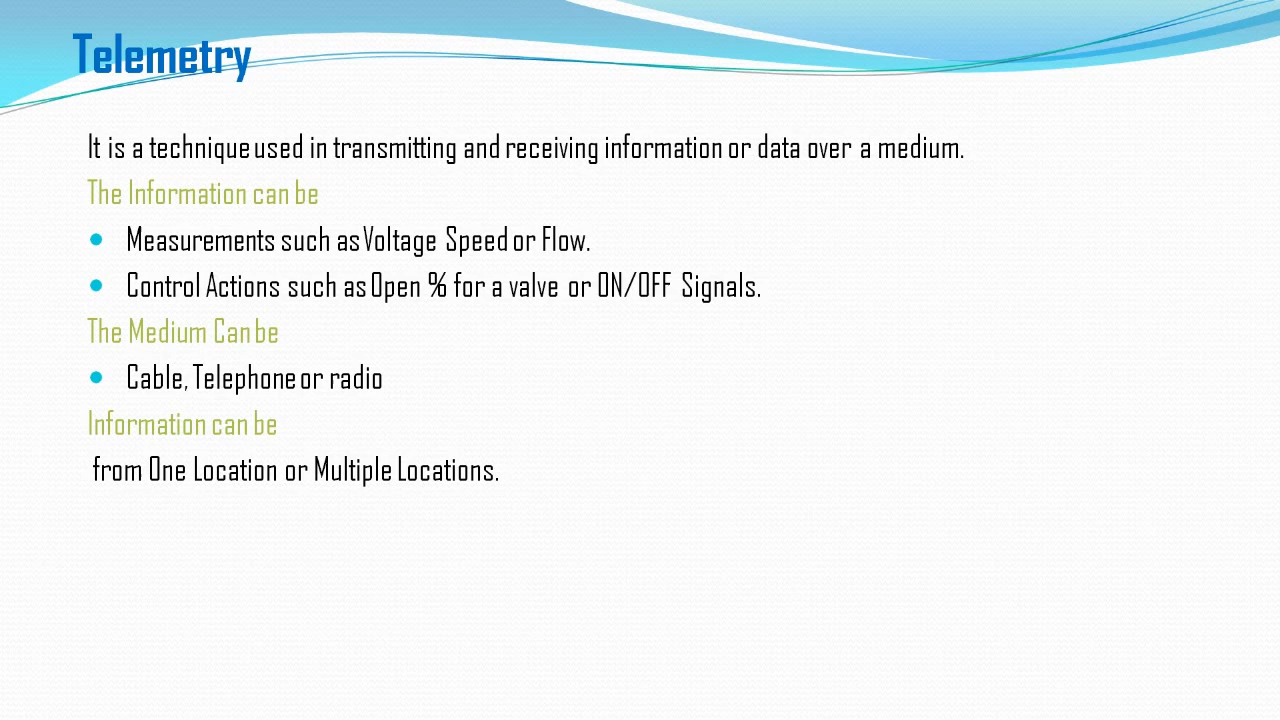 Telemetry
It is a technique used in transmitting and receiving information or data over a medium.
The Information can be
• Measurements such as Voltage Speed or Flow.
• Control Actions such as Open % for a valve or ON/OFF Signals.
The Medium Can be
• Cable, Telephone or radio
Information can be
from One Location or Multiple Locations.